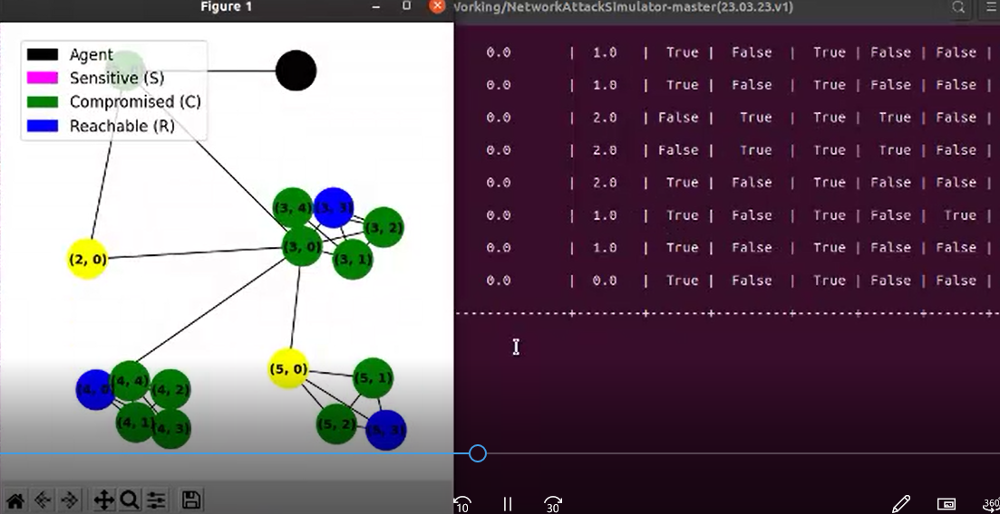 Figure 1
Vorking/NetworkAttackSimulator-master(23.03.23.v1)
Agent
Sensitive (S)
Compromised (C)
Reachable (R)
(3, 4)
(3, 3)
(3, 2)
(3, 0)
(3, 1)
(2, 0)
(5, 0)
(5, 1)
(5, 2)
(5, 3)
(4, 0)
(4, 4)
(4, 2)
(4, 1)
(4, 3)
0.0 | 1.0 | True | False | True | False | False |
0.0 | 1.0 | True | False | True | False | False |
0.0 | 2.0 | False | True | True | True | False |
0.0 | 2.0 | False | True | True | True | False |
0.0 | 2.0 | True | False | True | False | False |
0.0 | 1.0 | True | False | True | False | True |
0.0 | 1.0 | True | False | True | False | False |
0.0 | 0.0 | True | False | True | False | False |
10
30
360